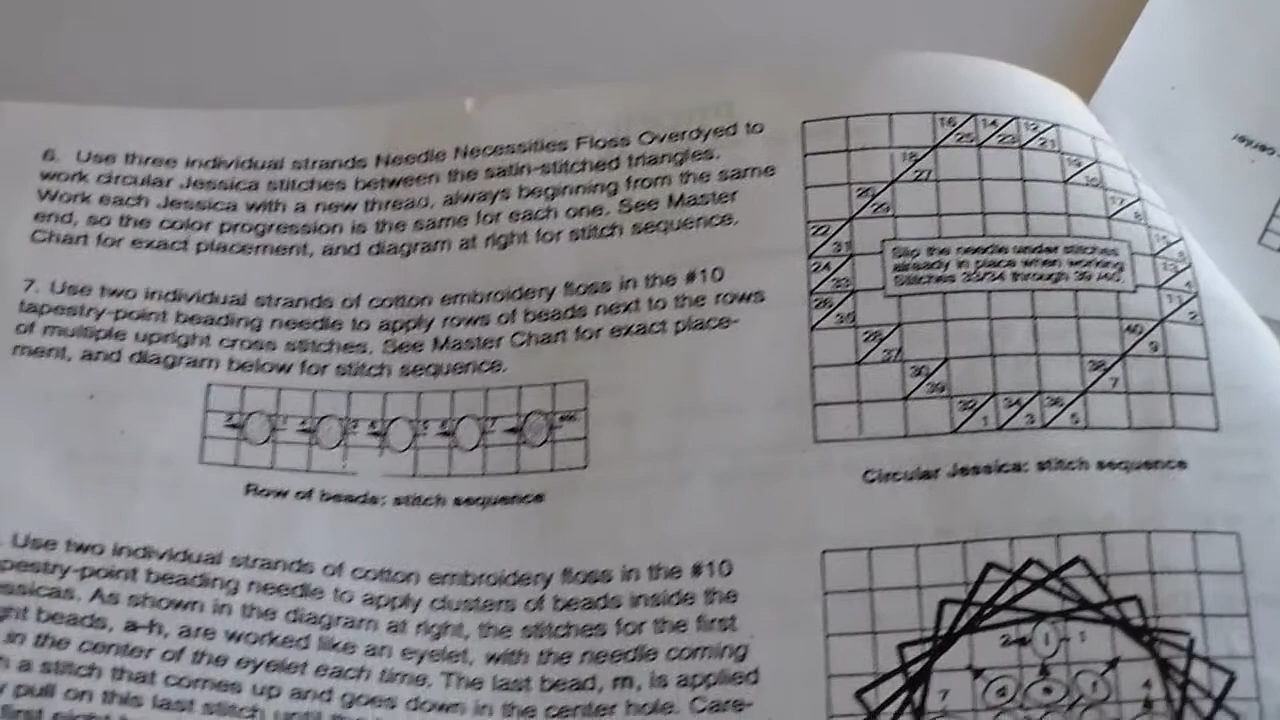 6. Use three individual strands Needle Necessities Floss Overdyed to
work circular Jessica stitches between the satin-stitched triangles.
Work each Jessica with a new thread, always beginning from the same
end, so the color progression is the same for each one. See Master
Chart for exact placement, and diagram at right for stitch sequence.
7. Use two individual strands of cotton embroidery floss in the #10
tapestry-point beading needle to apply rows of beads next to the rows
of multiple upright cross stitches. See Master Chart for exact place-
ment, and diagram below for stitch sequence.
Row of beads: stitch sequence
Slip the needle under stitches
already in place when working
Stitches 33/34 through 39
Circular Jessica: stitch sequence
Use two individual strands of cotton embroidery floss in the #10
pestry-point beading needle to apply clusters of beads inside the
ssicas. As shown in the diagram at right, the stitches for the first
ht beads, a-h, are worked like an eyelet, with the needle coming
in the center of the eyelet each time. The last bead, m, is applied
a stitch that comes up and goes down in the center hole. Care-
pull on this last stitch
center